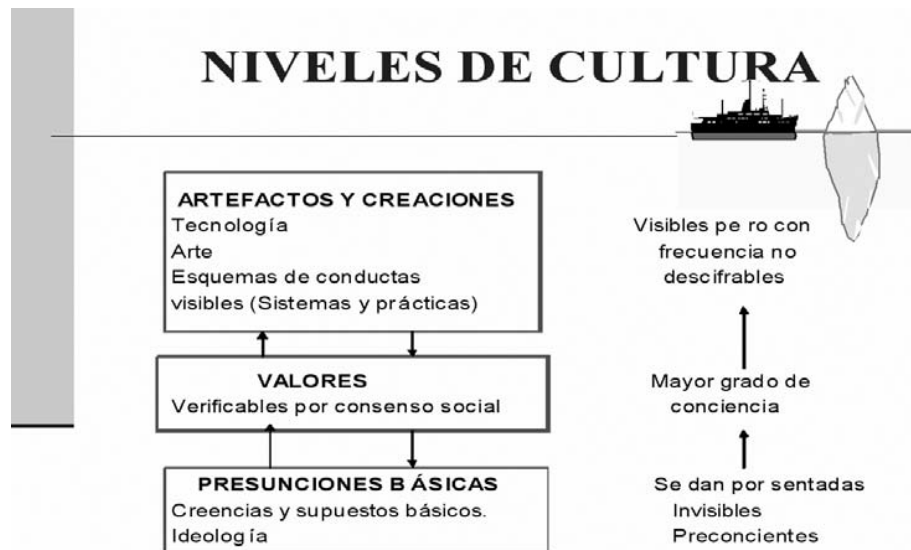 NIVELES DE CULTURA
ARTEFACTOS Y CREACIONES
Tecnología
Arte
Esquemas de conductas
visibles (Sistemas y prácticas)
Visibles pe ro con
frecuencia no
descifrables
VALORES
Verificables por consenso social
Mayor grado de
conciencia
PRESUNCIONES B ÁSICAS
Creencias y supuestos básicos.
Ideología
Se dan por sentadas
Invisibles
Preconcientes